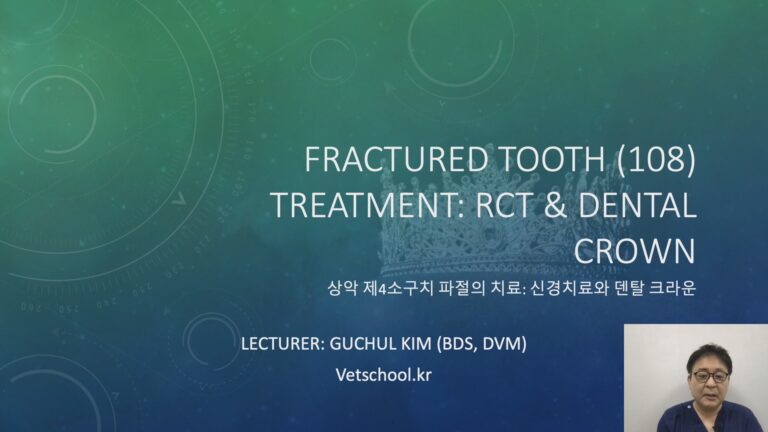 FRACTURED TOOTH (108)
TREATMENT: RCT & DENTAL
CROWN
상악 제4소구치 파절의 치료: 신경치료와 덴탈 크라운
LECTURER: GUCHUL KIM (BDS, DVM)
Vetschool.kr